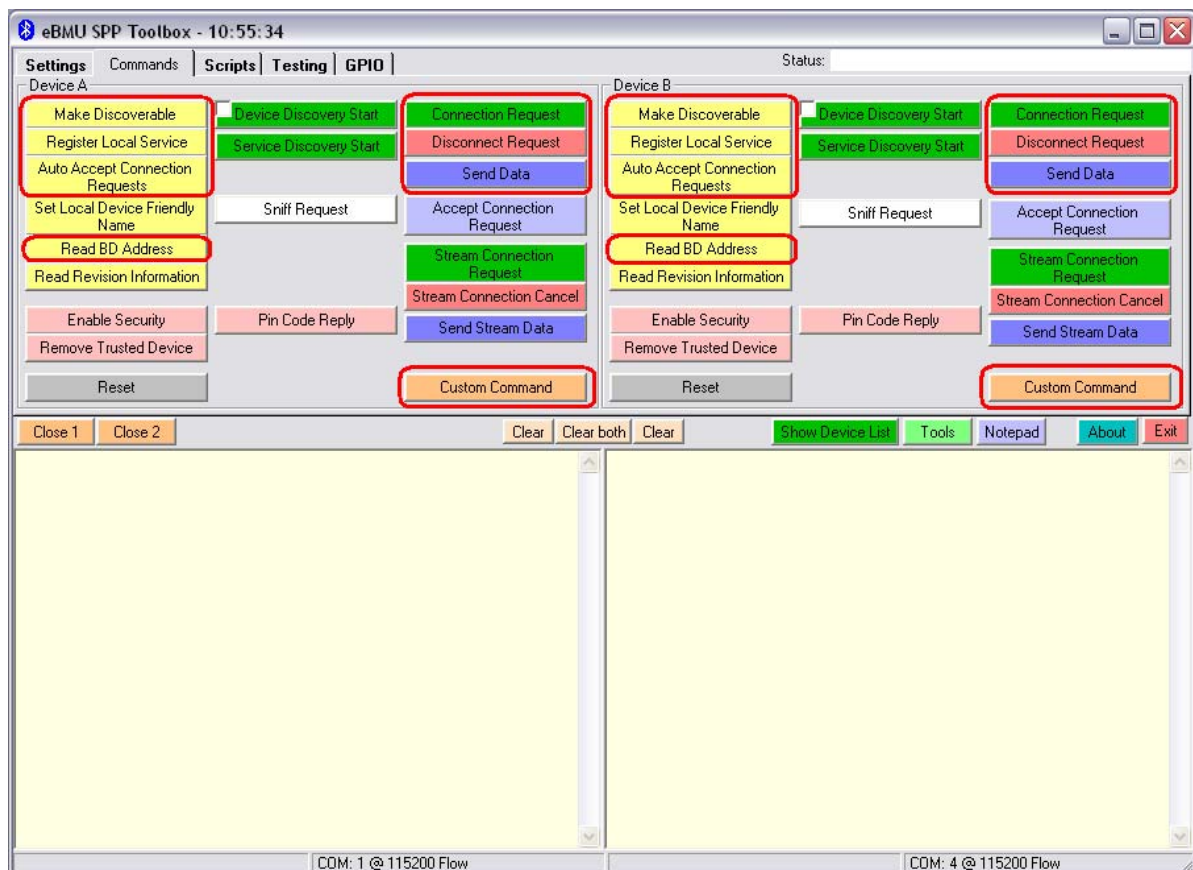 eBMU SPP Toolbox - 10:55:34
Settings Commands Scripts Testing GPIO
Status:
Device A
Make Discoverable
Register Local Service
Auto Accept Connection
Requests
Set Local Device Friendly
Name
Read BD Address
Read Revision Information
Enable Security
Remove Trusted Device
Reset
Device Discovery Start
Service Discovery Start
Sniff Request
Pin Code Reply
Connection Request
Disconnect Request
Send Data
Accept Connection
Request
Stream Connection
Request
Stream Connection Cancel
Send Stream Data
Custom Command
Device B
Make Discoverable
Register Local Service
Auto Accept Connection
Requests
Set Local Device Friendly
Name
Read BD Address
Read Revision Information
Enable Security
Remove Trusted Device
Reset
Device Discovery Start
Service Discovery Start
Sniff Request
Pin Code Reply
Connection Request
Disconnect Request
Send Data
Accept Connection
Request
Stream Connection
Request
Stream Connection Cancel
Send Stream Data
Custom Command
Close 1 Close 2 Clear Clear both Clear Show Device List Tools Notepad About Exit
COM: 1 @ 115200 Flow
COM: 4 @ 115200 Flow